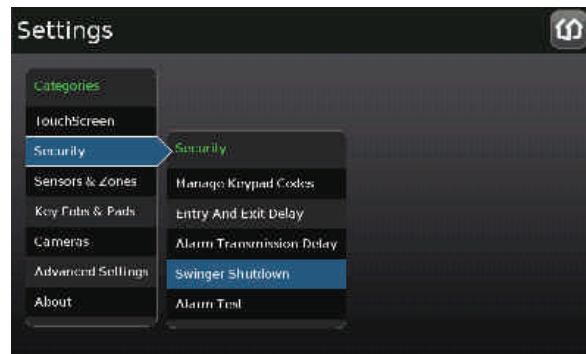 Settings
Categories
TouchScreen
Security
Sensors & Zones
Key Fobs & Pads
Cameras
Advanced Settings
About
Security
Manage Keypad Codes
Entry And Exit Delay
Alarm Transmission Delay
Swinger Shutdown
Alarm Test